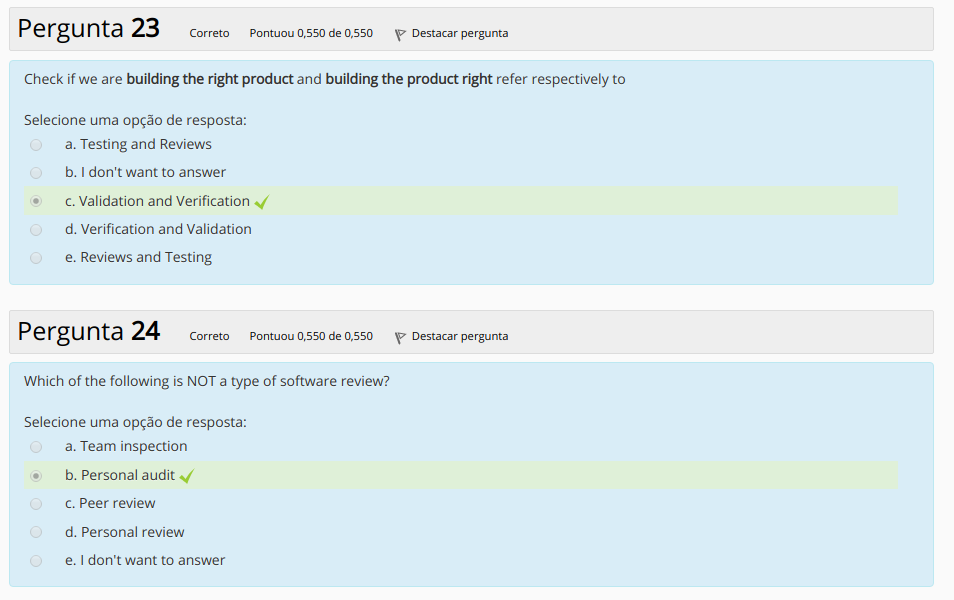 Pergunta 23 Correto Pontuou 0,550 de 0,550 Destacar pergunta
Check if we are building the right product and building the product right refer respectively to
Selecione uma opção de resposta:
a. Testing and Reviews
b. I don't want to answer
c. Validation and Verification
d. Verification and Validation
e. Reviews and Testing
Pergunta 24 Correto Pontuou 0,550 de 0,550 Destacar pergunta
Which of the following is NOT a type of software review?
Selecione uma opção de resposta:
a. Team inspection
b. Personal audit
c. Peer review
d. Personal review
e. I don't want to answer